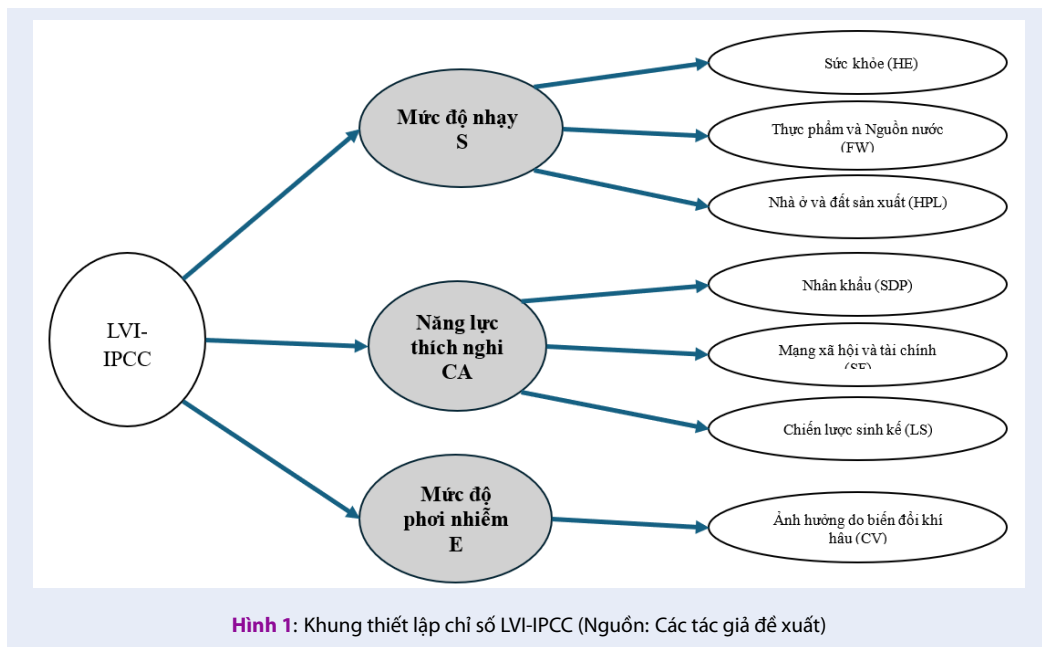 LVI-
IPCC
Mức độ nhạy
S
Năng lực
thích nghi
CA
Mức độ
phơi nhiễm
E
Sức khỏe (HE)
Thực phẩm và Nguồn nước
(FW)
Nhà ở và đất sản xuất (HPL)
Nhân khẩu (SDP)
Mạng xã hội và tài chính
(SF)
Chiến lược sinh kế (LS)
Ảnh hưởng do biến đổi khí
hậu (CV)
Hình 1: Khung thiết lập chỉ số LVI-IPCC (Nguồn: Các tác giả đề xuất)